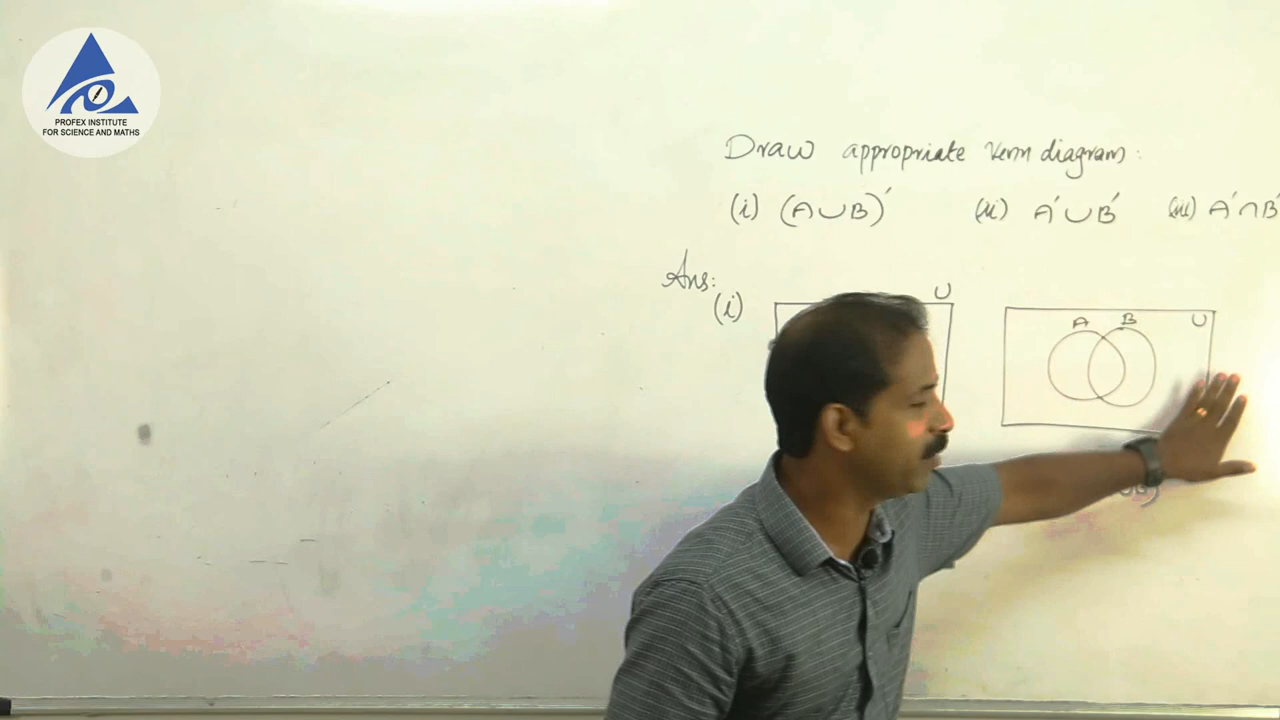 PROFEX INSTITUTE
FOR SCIENCE AND MATHS
Draw appropriate Venn diagram:
(i) (A∪B)′ (ii) A′∪B′ (iii) A′∩B′
Ans:
(i)
U
A B U